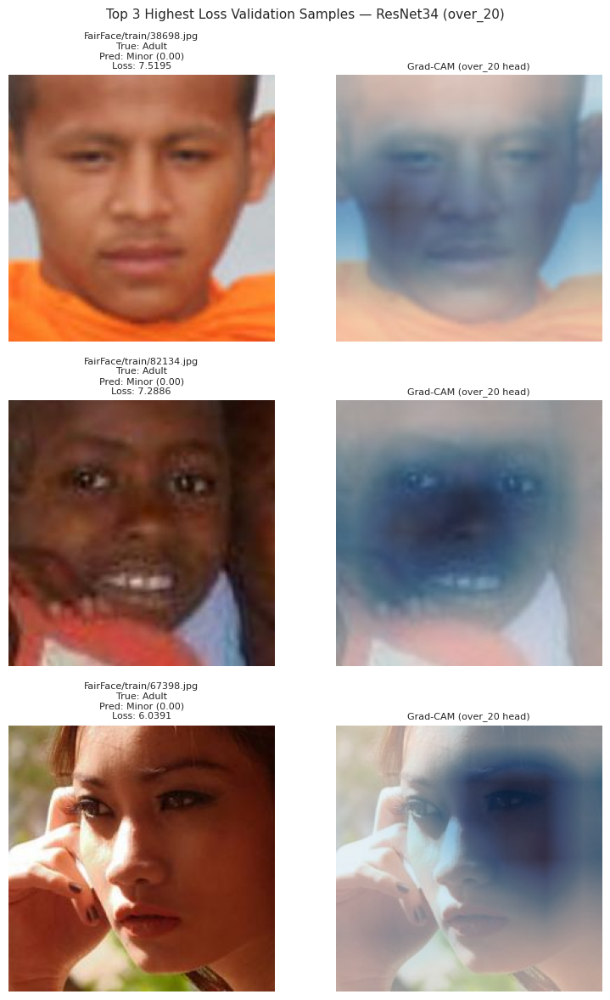 Top 3 Highest Loss Validation Samples — ResNet34 (over_20)
FairFace/train/38698.jpg
True: Adult
Pred: Minor (0.00)
Loss: 7.5195
Grad-CAM (over_20 head)
FairFace/train/82134.jpg
True: Adult
Pred: Minor (0.00)
Loss: 7.2886
Grad-CAM (over_20 head)
FairFace/train/67398.jpg
True: Adult
Pred: Minor (0.00)
Loss: 6.0391
Grad-CAM (over_20 head)